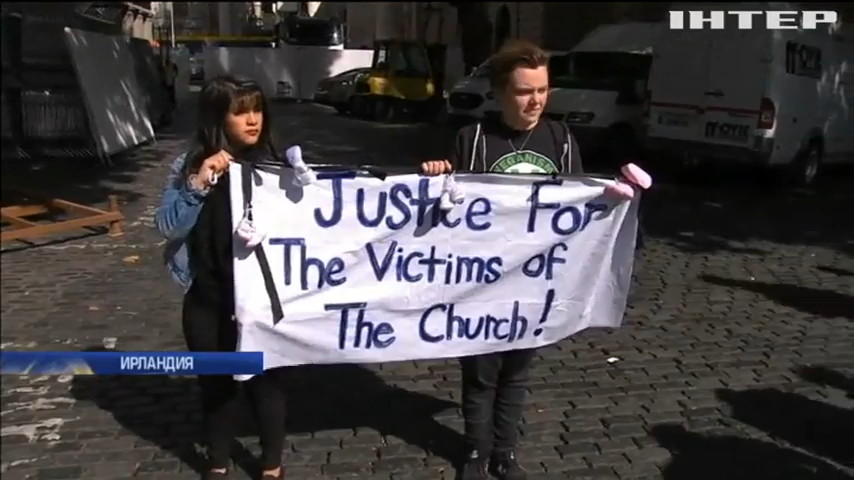 ІНТЕР
Justice For
The Victims of
The Church!
ИРЛАНДИЯ